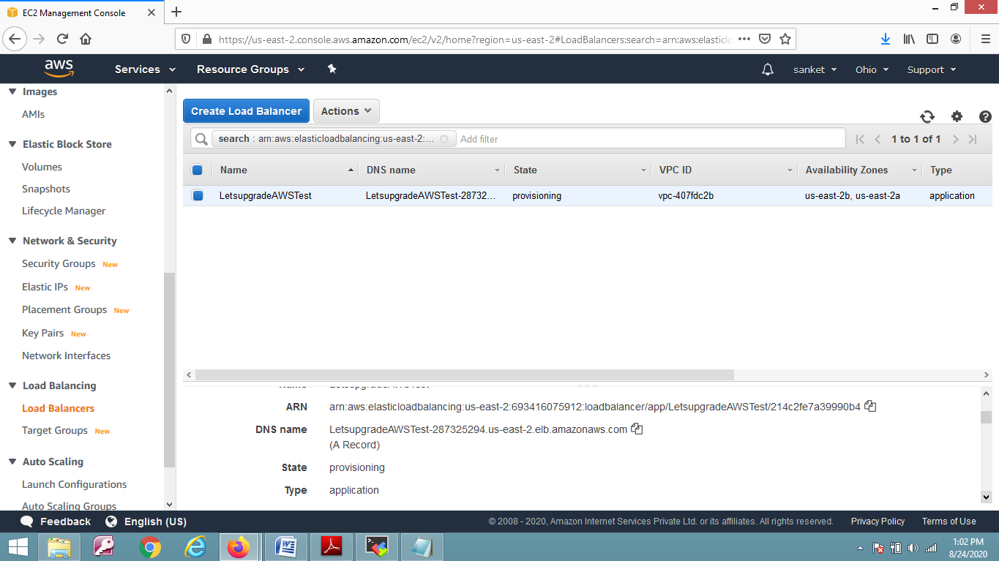 EC2 Management Console
https://us-east-2.console.aws.amazon.com/ec2/v2/home?region=us-east-2#LoadBalancers:search=arn:aws:elasticlo
aws
Services
Resource Groups
sanket
Ohio
Support
Images
AMIs
Elastic Block Store
Volumes
Snapshots
Lifecycle Manager
Network & Security
Security Groups New
Elastic IPs New
Placement Groups New
Key Pairs New
Network Interfaces
Load Balancing
Load Balancers
Target Groups New
Auto Scaling
Launch Configurations
Auto Scaling Groups
Create Load Balancer
Actions
search : arn:aws:elasticloadbalancing:us-east-2:... Add filter
1 to 1 of 1
Name DNS name State VPC ID Availability Zones Type
LetsupgradeAWSTest LetsupgradeAWSTest-28732... provisioning vpc-407fdc2b us-east-2b, us-east-2a application
ARN arn:aws:elasticloadbalancing:us-east-2:693416075912:loadbalancer/app/LetsupgradeAWSTest/214c2fe7a39990b4
DNS name LetsupgradeAWSTest-287325294.us-east-2.elb.amazonaws.com
(A Record)
State provisioning
Type application
Feedback
English (US)
© 2008 - 2020, Amazon Internet Services Private Ltd. or its affiliates. All rights reserved.
Privacy Policy
Terms of Use
1:02 PM
8/24/2020